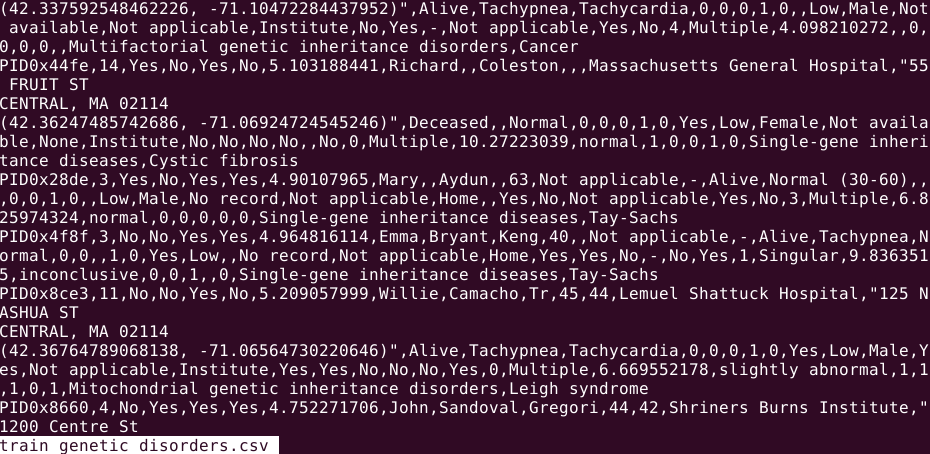 (42.337592548462226, -71.10472284437952)",Alive,Tachypnea,Tachycardia,0,0,0,1,0,,Low,Male,Not
 available,Not applicable,Institute,No,Yes,-,Not applicable,Yes,No,4,Multiple,4.098210272,,0,
0,0,0,,Multifactorial genetic inheritance disorders,Cancer
PID0x44fe,14,Yes,No,Yes,No,5.103188441,Richard,,Coleston,,,Massachusetts General Hospital,"55
 FRUIT ST
CENTRAL, MA 02114
(42.36247485742686, -71.06924724545246)",Deceased,,Normal,0,0,0,1,0,Yes,Low,Female,Not availa
ble,None,Institute,No,No,No,No,,No,0,Multiple,10.27223039,normal,1,0,0,1,0,Single-gene inheri
tance diseases,Cystic fibrosis
PID0x28de,3,Yes,No,Yes,Yes,4.90107965,Mary,,Aydun,,63,Not applicable,-,Alive,Normal (30-60),,
,0,0,1,0,,Low,Male,No record,Not applicable,Home,,Yes,No,Not applicable,Yes,No,3,Multiple,6.8
25974324,normal,0,0,0,0,0,Single-gene inheritance diseases,Tay-Sachs
PID0x4f8f,3,No,No,Yes,Yes,4.964816114,Emma,Bryant,Keng,40,,Not applicable,-,Alive,Tachypnea,N
ormal,0,0,,1,0,Yes,Low,,No record,Not applicable,Home,Yes,Yes,No,-,No,Yes,1,Singular,9.836351
5,inconclusive,0,0,1,,0,Single-gene inheritance diseases,Tay-Sachs
PID0x8ce3,11,No,No,Yes,No,5.209057999,Willie,Camacho,Tr,45,44,Lemuel Shattuck Hospital,"125 N
ASHUA ST
CENTRAL, MA 02114
(42.36764789068138, -71.06564730220646)",Alive,Tachypnea,Tachycardia,0,0,0,1,0,Yes,Low,Male,Y
es,Not applicable,Institute,Yes,Yes,No,No,No,Yes,0,Multiple,6.669552178,slightly abnormal,1,1
,1,0,1,Mitochondrial genetic inheritance disorders,Leigh syndrome
PID0x8660,4,No,Yes,Yes,Yes,4.752271706,John,Sandoval,Gregori,44,42,Shriners Burns Institute,"
1200 Centre St
train genetic disorders.csv